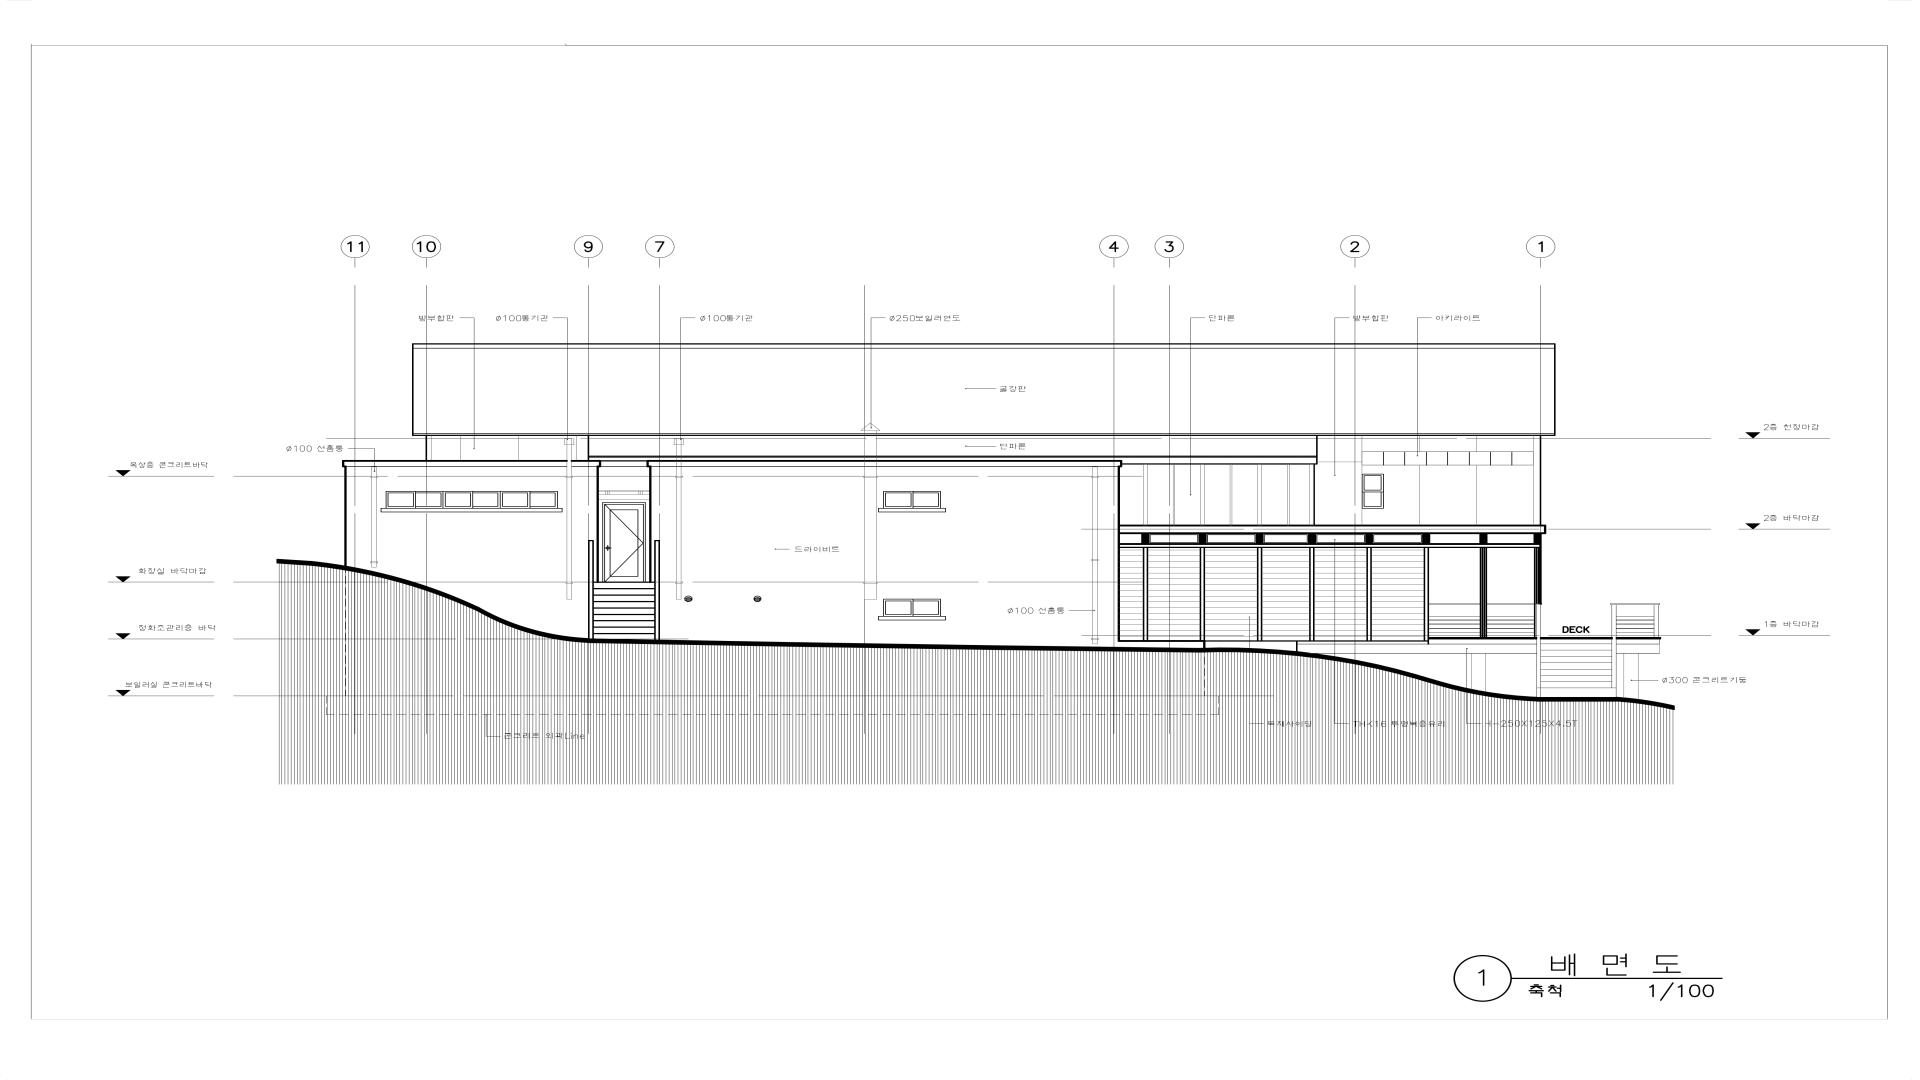 11 10 9 7 4 3 2 1
방부합판 ø100통기관 ø100통기관 ø250보일러연도 단파론 방부합판 아키라이트
골강판
2층 천정마감
ø100 선홈통
단파론
옥상층 콘크리트바닥
2층 바닥마감
드라이비트
화장실 바닥마감
ø100 선홈통
정화조관리층 바닥
DECK
1층 바닥마감
보일러실 콘크리트바닥
ø300 콘크리트기둥
콘크리트 외곽Line
목재사이딩 THK16 투명복층유리 H-250X125X4.5T
1 배면도
축척 1/100